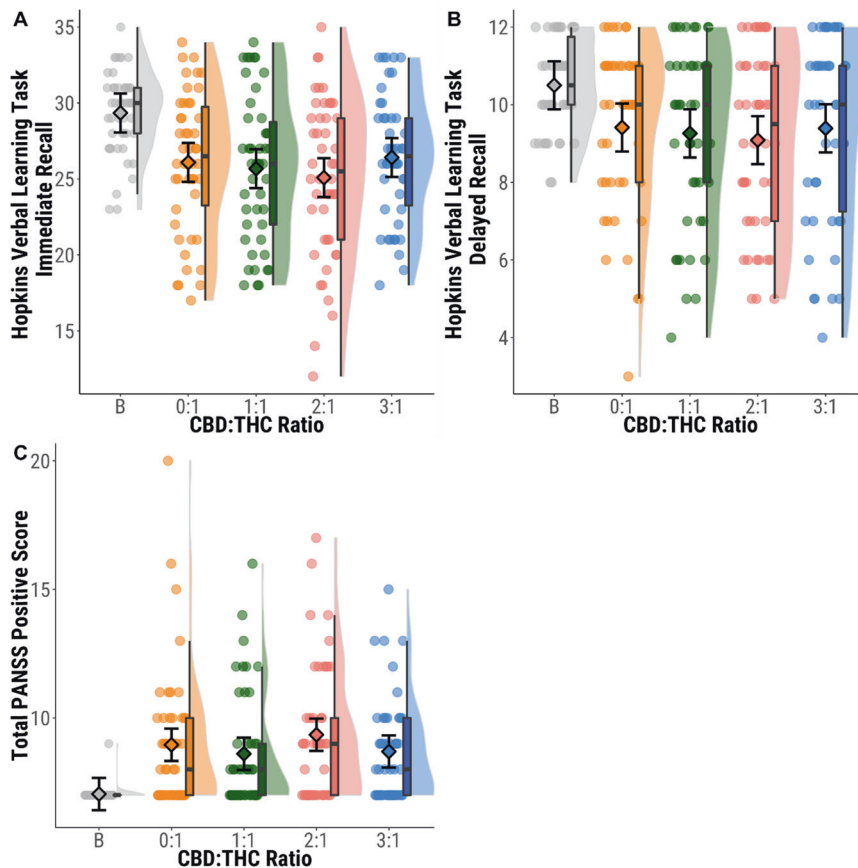 A
Hopkins Verbal Learning Task
Immediate Recall
35
30
25
20
15
B
0:1
1:1
2:1
3:1
CBD:THC Ratio
B
Hopkins Verbal Learning Task
Delayed Recall
12
10
8
6
4
B
0:1
1:1
2:1
3:1
CBD:THC Ratio
C
Total PANSS Positive Score
20
15
10
B
0:1
1:1
2:1
3:1
CBD:THC Ratio